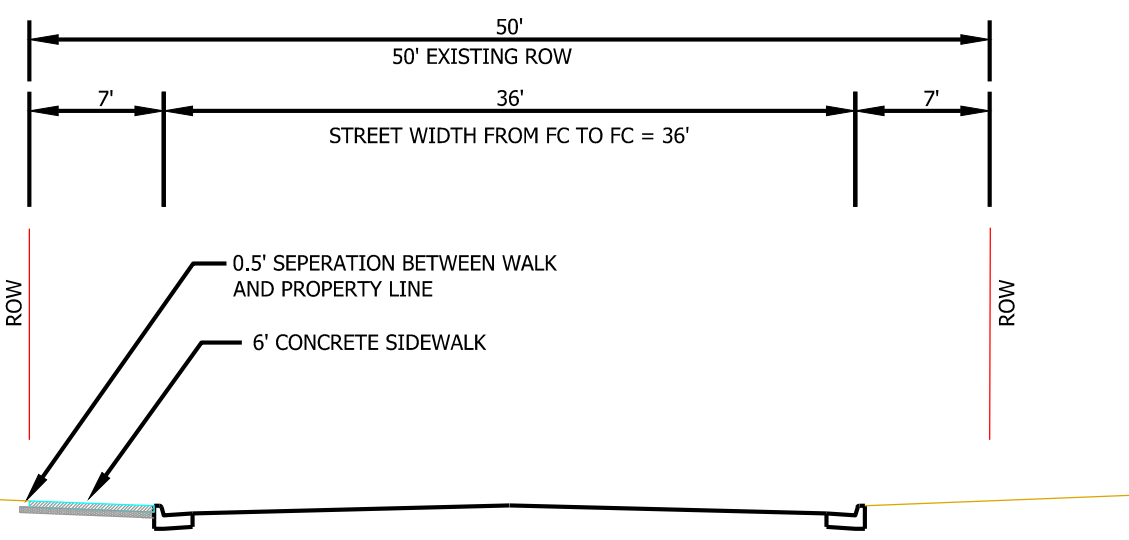 50'
50' EXISTING ROW
7'
36'
7'
STREET WIDTH FROM FC TO FC = 36'
0.5' SEPERATION BETWEEN WALK
AND PROPERTY LINE
ROW
ROW
6' CONCRETE SIDEWALK